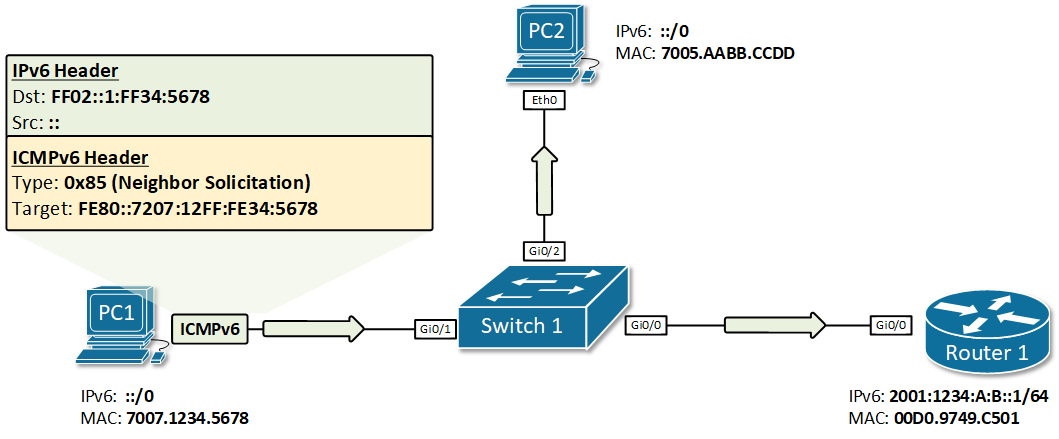 IPv6 Header
Dst: FF02::1:FF34:5678
Src: ::
ICMPv6 Header
Type: 0x85 (Neighbor Solicitation)
Target: FE80::7207:12FF:FE34:5678
PC2
IPv6: ::/0
MAC: 7005.AABB.CCDD
Eth0
Gi0/2
PC1
ICMPv6
Gi0/1
Switch 1
Gi0/0
Gi0/0
Router 1
IPv6: ::/0
MAC: 7007.1234.5678
IPv6: 2001:1234:A:B::1/64
MAC: 00D0.9749.C501